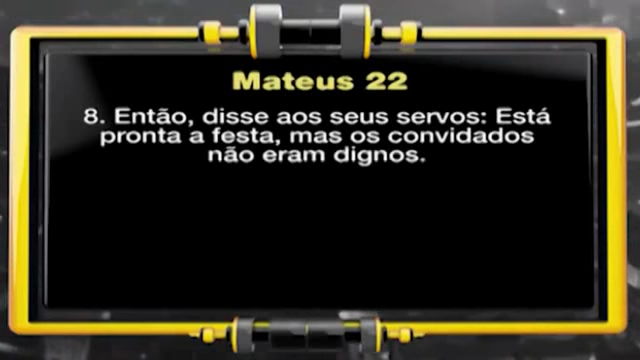 Mateus 22
8. Então, disse aos seus servos: Está
pronta a festa, mas os convidados
não eram dignos.